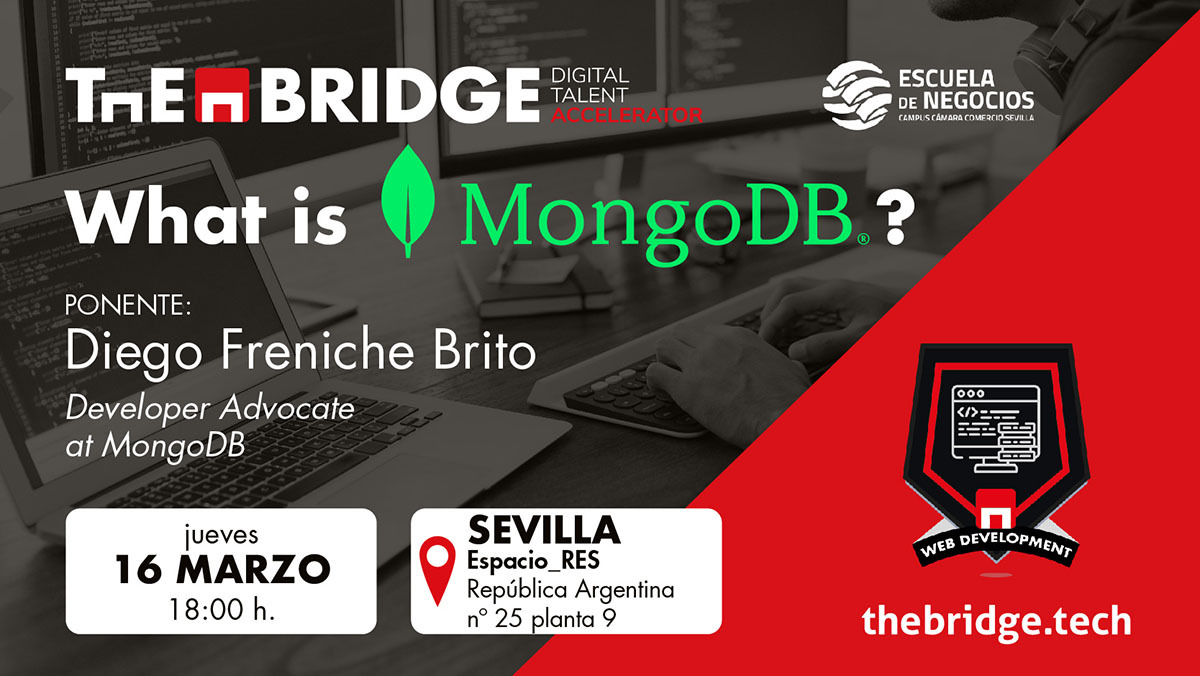 THE BRIDGE
DIGITAL
TALENT
ACCELERATOR
ESCUELA
DE NEGOCIOS
CAMPUS CÁMARA COMERCIO SEVILLA
What is MongoDB®?
PONENTE:
Diego Freniche Brito
Developer Advocate
at MongoDB
jueves
16 MARZO
18:00 h.
SEVILLA
Espacio_RES
República Argentina
nº 25 planta 9
</>
WEB DEVELOPMENT
thebridge.tech